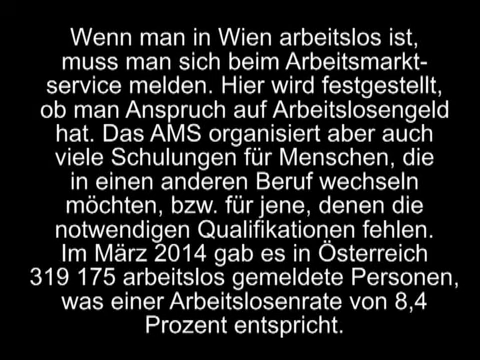 Wenn man in Wien arbeitslos ist,
muss man sich beim Arbeitsmarkt-
service melden. Hier wird festgestellt,
ob man Anspruch auf Arbeitslosengeld
hat. Das AMS organisiert aber auch
viele Schulungen für Menschen, die
in einen anderen Beruf wechseln
möchten, bzw. für jene, denen die
notwendigen Qualifikationen fehlen.
Im März 2014 gab es in Österreich
319 175 arbeitslos gemeldete Personen,
was einer Arbeitslosenrate von 8,4
Prozent entspricht.